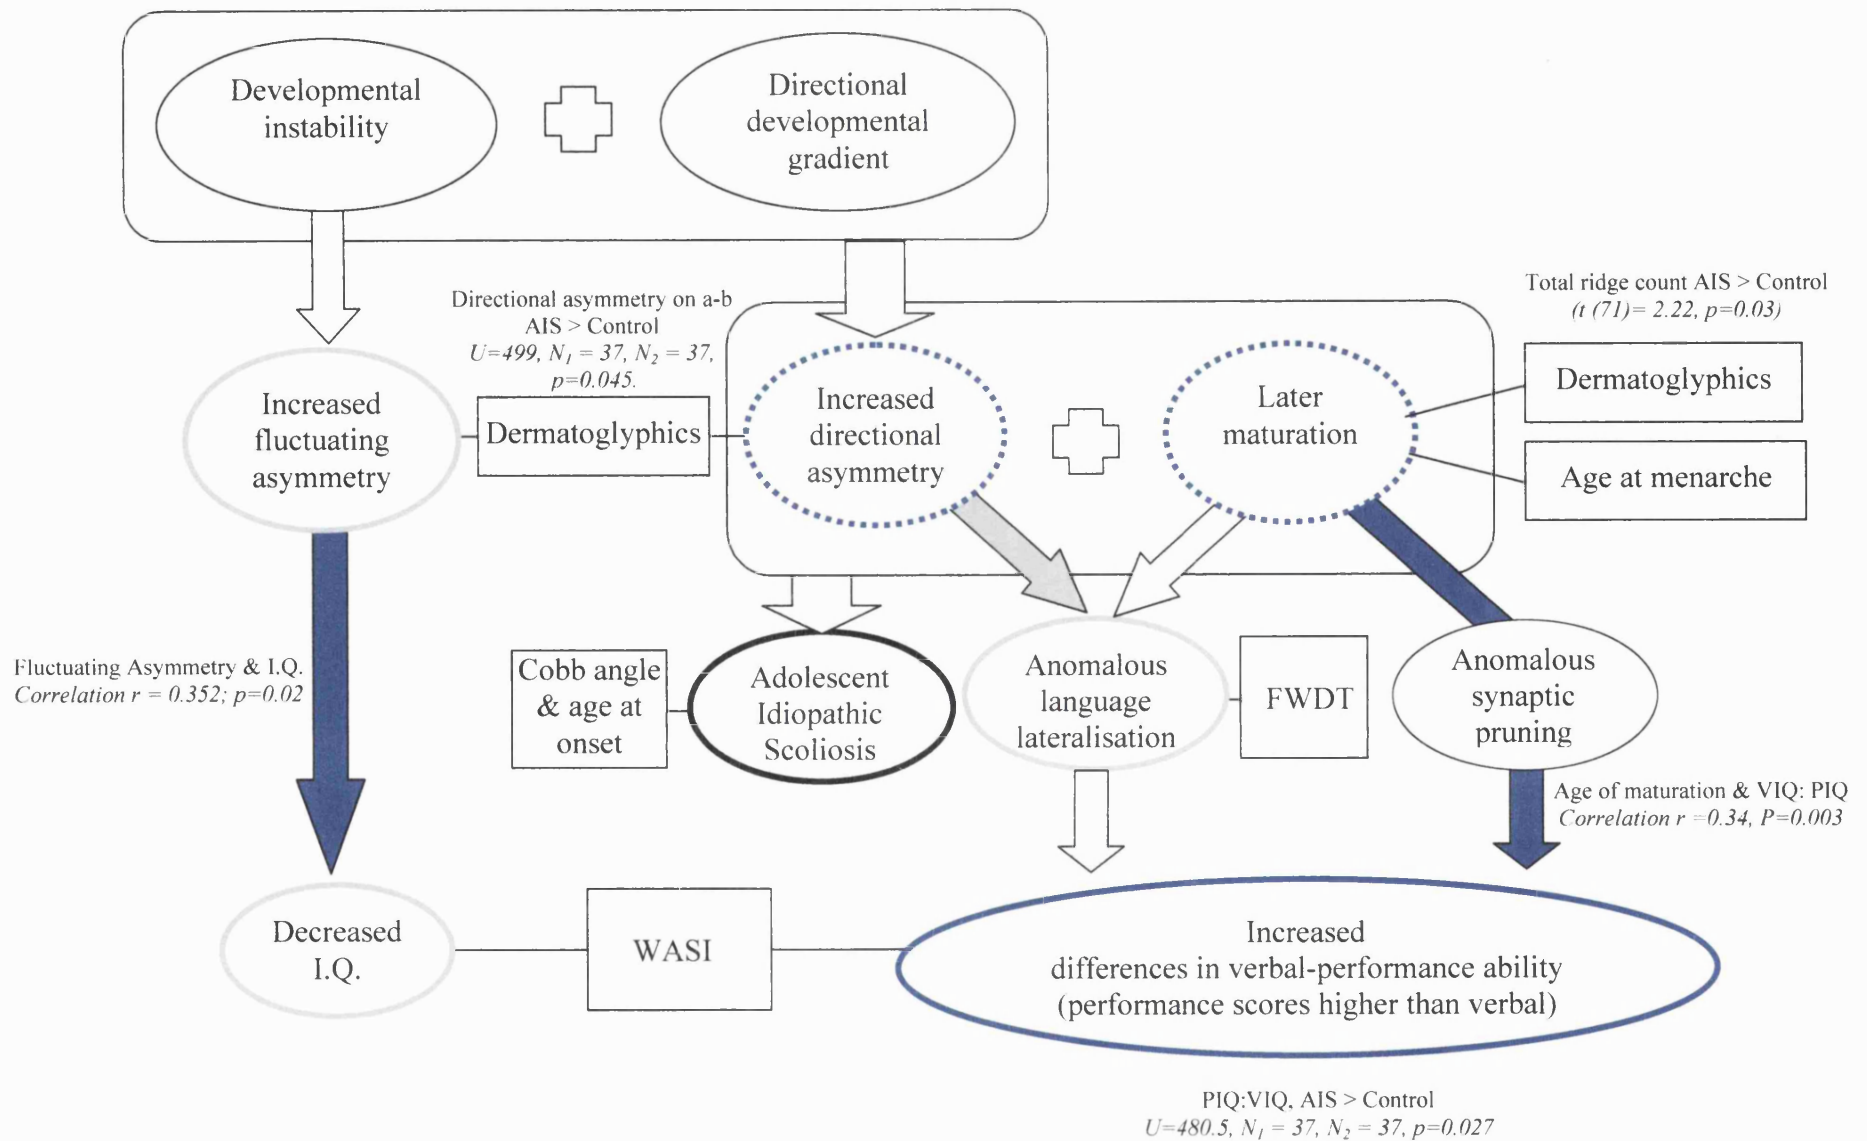 Developmental
instability
Directional
developmental
gradient
Directional asymmetry on a-b
AIS > Control
U=499, N₁ = 37, N₂ = 37,
p=0.045.
Total ridge count AIS > Control
(t (71)= 2.22, p=0.03)
Increased
fluctuating
asymmetry
Dermatoglyphics
Increased
directional
asymmetry
Later
maturation
Dermatoglyphics
Age at menarche
Fluctuating Asymmetry & I.Q.
Correlation r = 0.352; p=0.02
Cobb angle
& age at
onset
Adolescent
Idiopathic
Scoliosis
Anomalous
language
lateralisation
FWDT
Anomalous
synaptic
pruning
Age of maturation & VIQ: PIQ
Correlation r =0.34, P=0.003
Decreased
I.Q.
WASI
Increased
differences in verbal-performance ability
(performance scores higher than verbal)
PIQ:VIQ, AIS > Control
U=480.5, N₁ = 37, N₂ = 37, p=0.027